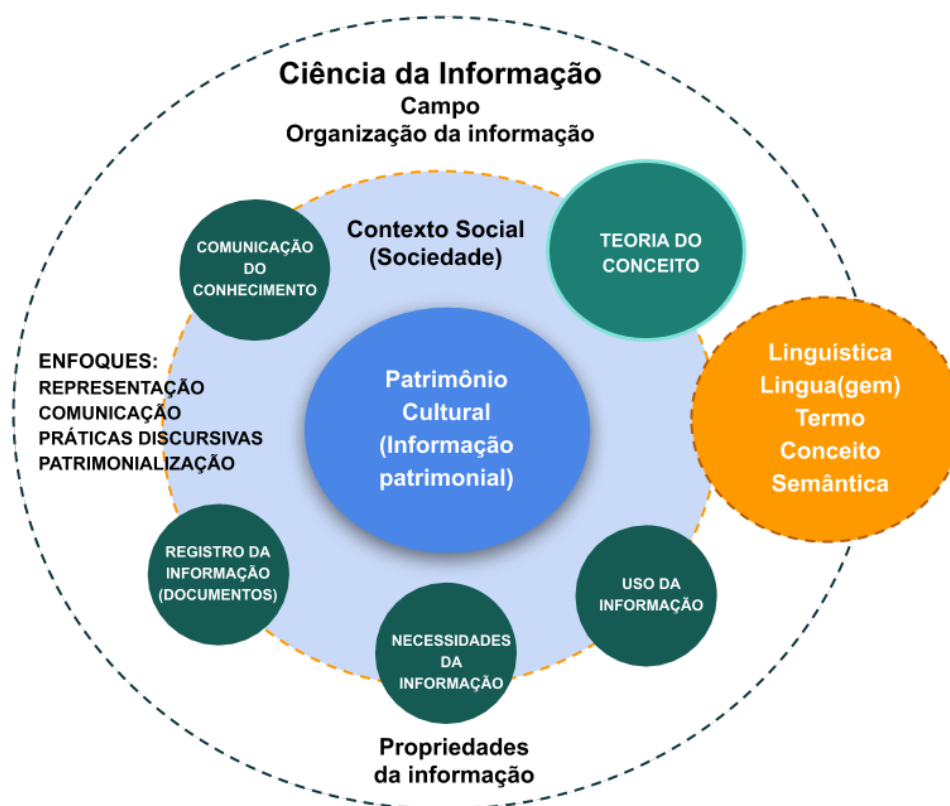 Ciência da Informação
Campo
Organização da informação
Contexto Social
(Sociedade)
COMUNICAÇÃO
DO
CONHECIMENTO
TEORIA DO
CONCEITO
ENFOQUES:
REPRESENTAÇÃO
COMUNICAÇÃO
PRÁTICAS DISCURSIVAS
PATRIMONIALIZAÇÃO
Patrimônio
Cultural
(Informação
patrimonial)
Linguística
Lingua(gem)
Termo
Conceito
Semântica
REGISTRO DA
INFORMAÇÃO
(DOCUMENTOS)
NECESSIDADES
DA
INFORMAÇÃO
USO DA
INFORMAÇÃO
Propriedades
da informação